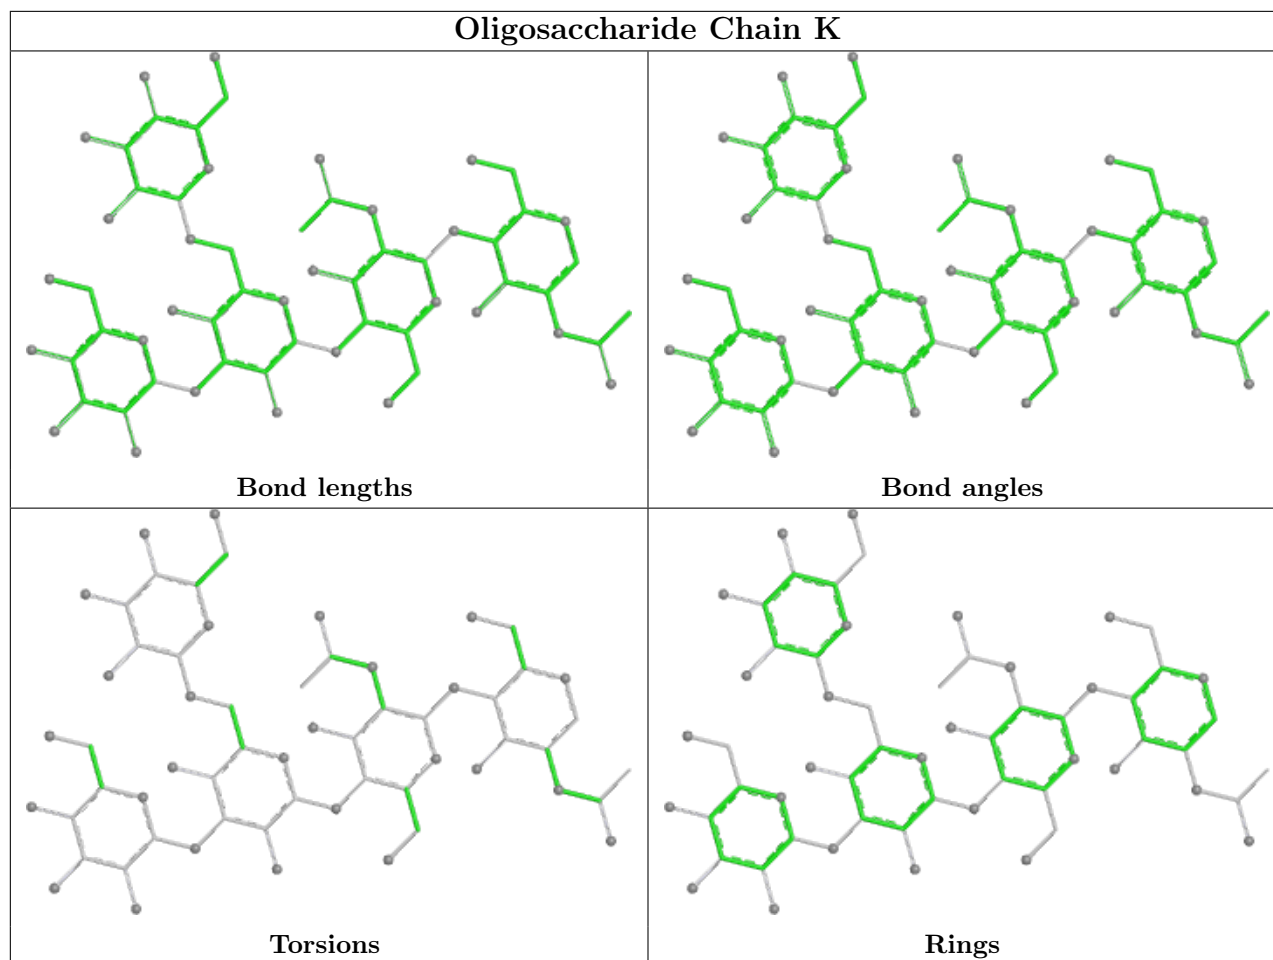 Oligosaccharide Chain K
Bond lengths
Bond angles
Torsions
Rings